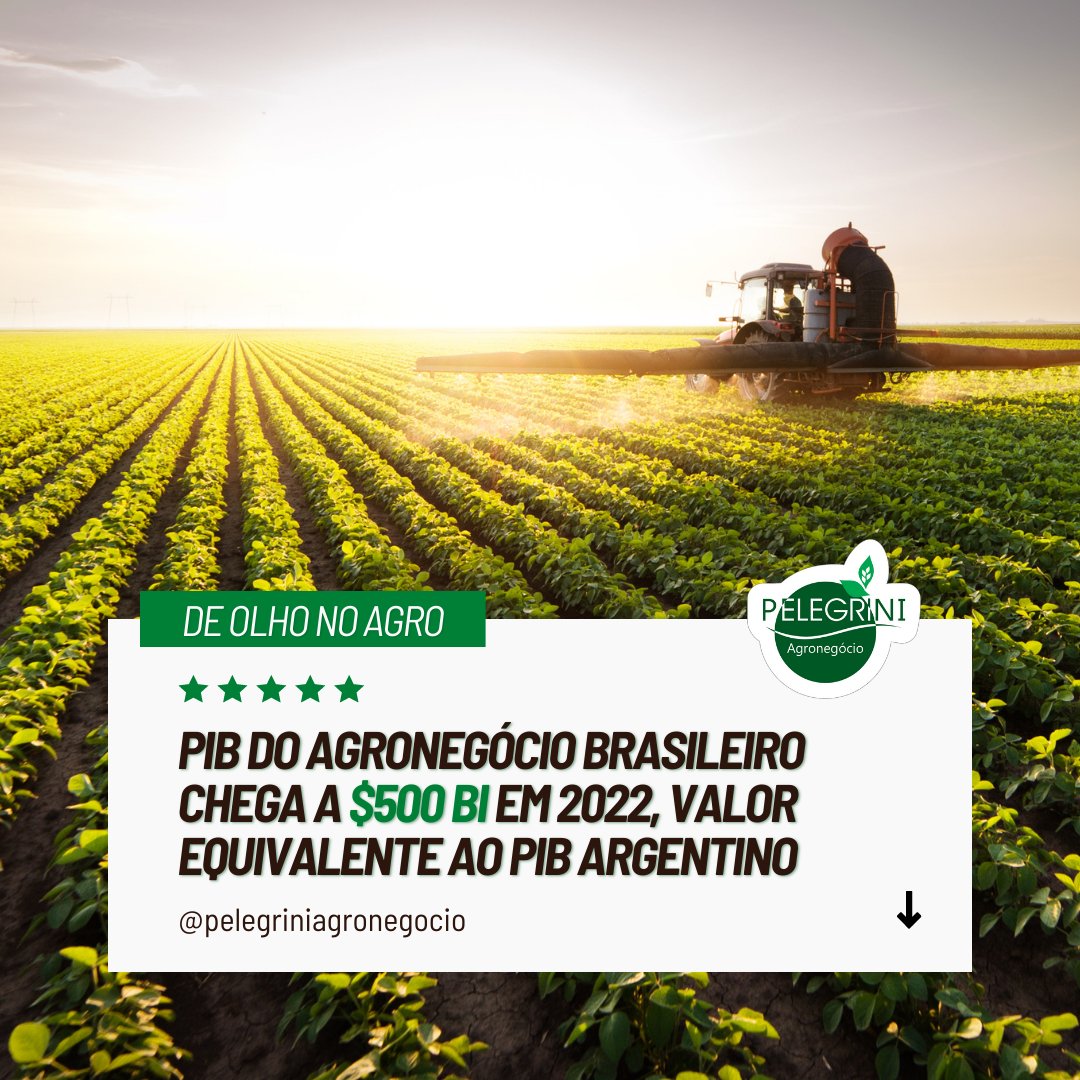 DE OLHO NO AGRO
PELEGRINI
Agronegócio
PIB DO AGRONEGÓCIO BRASILEIRO
CHEGA A $500 BI EM 2022, VALOR
EQUIVALENTE AO PIB ARGENTINO
@pelegriniagronegocio